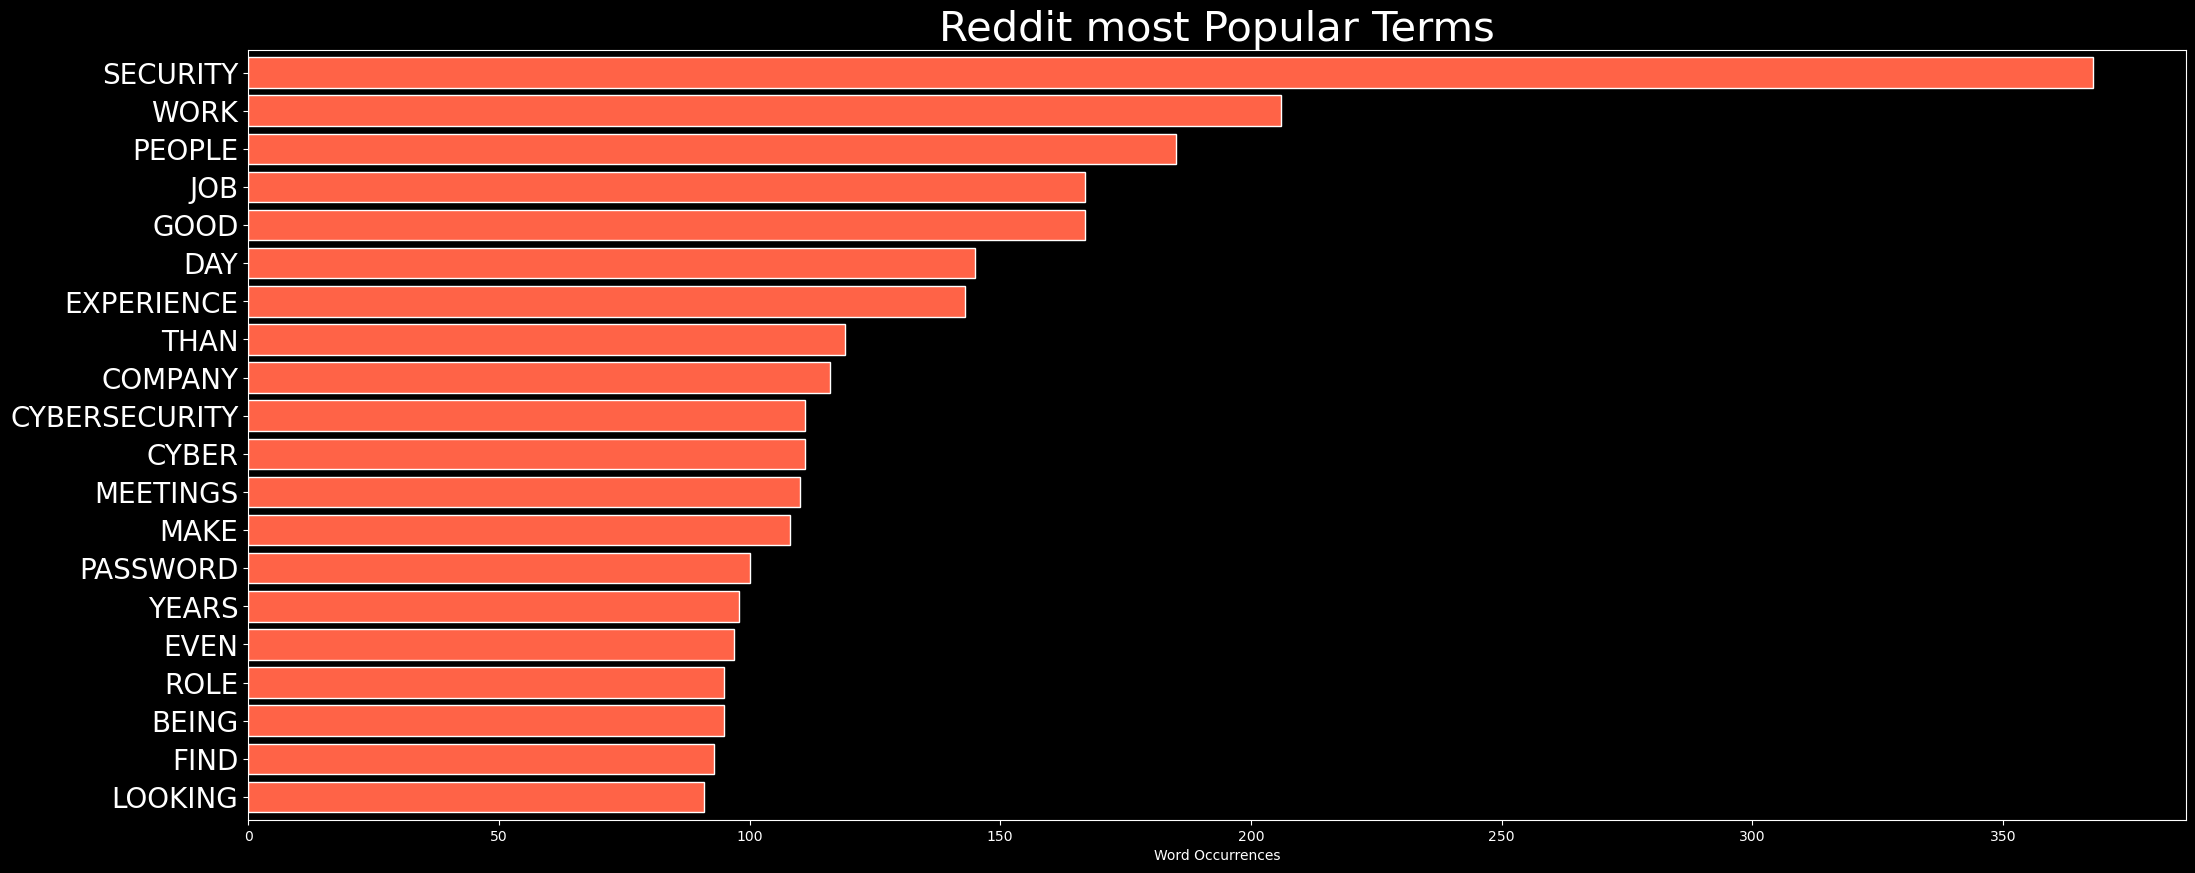 Reddit most Popular Terms
SECURITY
WORK
PEOPLE
JOB
GOOD
DAY
EXPERIENCE
THAN
COMPANY
CYBERSECURITY
CYBER
MEETINGS
MAKE
PASSWORD
YEARS
EVEN
ROLE
BEING
FIND
LOOKING
0 50 100 150 200 250 300 350
Word Occurrences